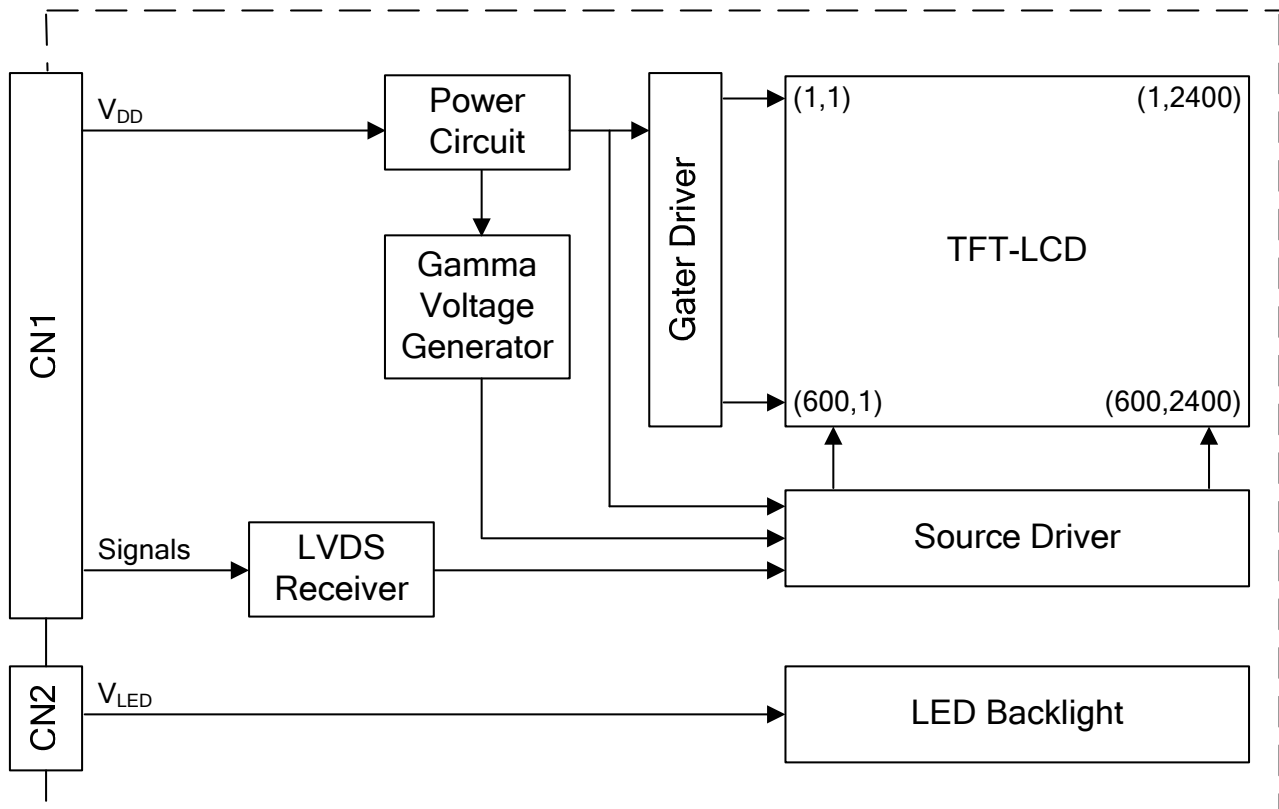 CN1
V_DD
Power
Circuit
Gamma
Voltage
Generator
Gater Driver
(1,1)
(1,2400)
TFT-LCD
(600,1)
(600,2400)
Signals
LVDS
Receiver
Source Driver
CN2
V_LED
LED Backlight